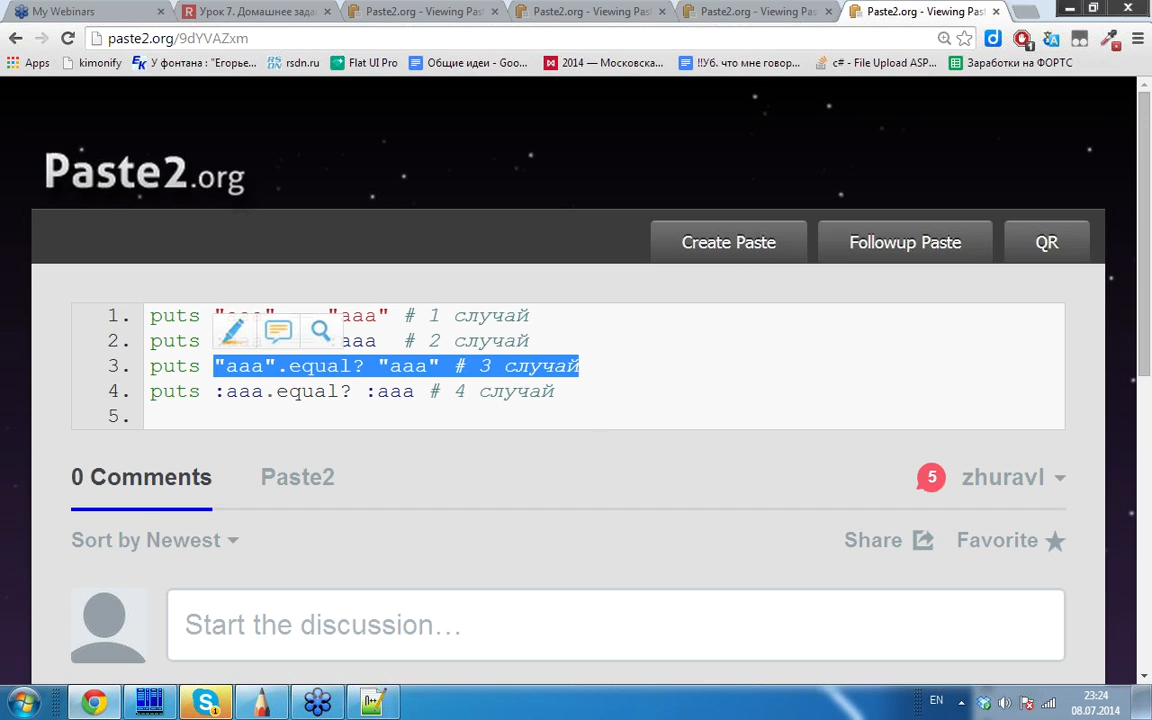 My Webinars
Урок 7. Домашнее зада
Paste2.org - Viewing Past
Paste2.org - Viewing Pas
Paste2.org - Viewing Pas
Paste2.org - Viewing Pas
paste2.org/9dYVAZxm
Apps kimonify У фонтана : "Егорье... rsdn.ru Flat UI Pro Общие идеи - Goo... 2014 — Московска... !!Уб. что мне говор... c# - File Upload ASP... Заработки на ФОРТС
Paste2.org
Create Paste
Followup Paste
QR
1. puts "aaa" "aaa" # 1 случай
2. puts :aaa # 2 случай
3. puts "aaa".equal? "aaa" # 3 случай
4. puts :aaa.equal? :aaa # 4 случай
5.
0 Comments Paste2 5 zhuravl
Sort by Newest Share Favorite
Start the discussion…
EN
23:24
08.07.2014